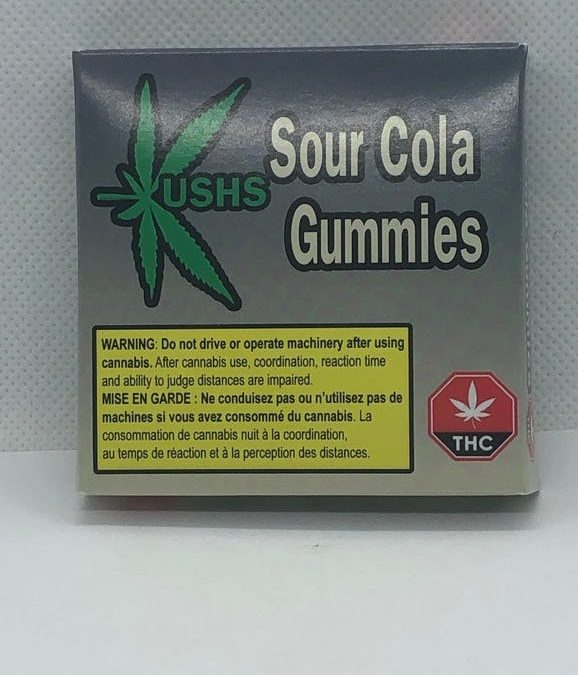 KUSHS
Sour Cola
Gummies
WARNING: Do not drive or operate machinery after using
cannabis. After cannabis use, coordination, reaction time
and ability to judge distances are impaired.
MISE EN GARDE : Ne conduisez pas ou n’utilisez pas de
machines si vous avez consommé du cannabis. La
consommation de cannabis nuit à la coordination,
au temps de réaction et à la perception des distances.
THC